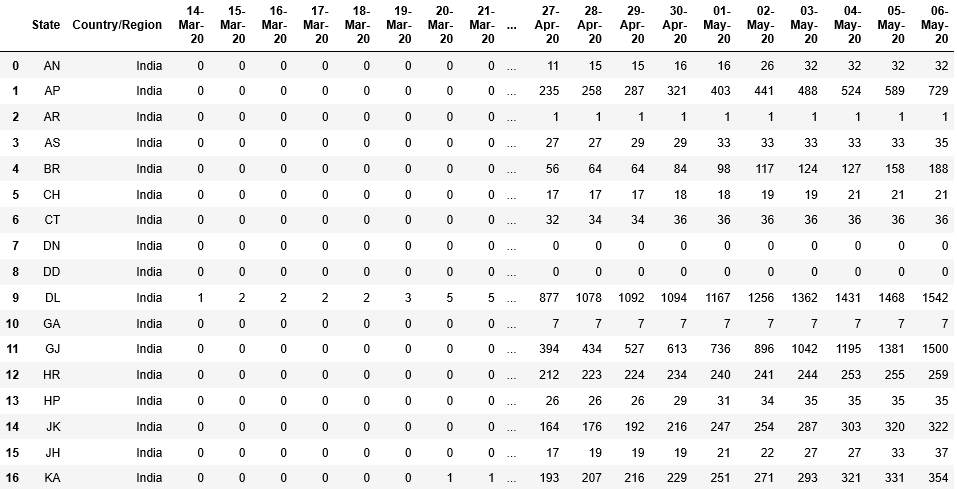 State Country/Region 14-Mar-20 15-Mar-20 16-Mar-20 17-Mar-20 18-Mar-20 19-Mar-20 20-Mar-20 21-Mar-20 ... 27-Apr-20 28-Apr-20 29-Apr-20 30-Apr-20 01-May-20 02-May-20 03-May-20 04-May-20 05-May-20 06-May-20
0 AN India 0 0 0 0 0 0 0 0 ... 11 15 15 16 16 26 32 32 32 32
1 AP India 0 0 0 0 0 0 0 0 ... 235 258 287 321 403 441 488 524 589 729
2 AR India 0 0 0 0 0 0 0 0 ... 1 1 1 1 1 1 1 1 1 1
3 AS India 0 0 0 0 0 0 0 0 ... 27 27 29 29 33 33 33 33 33 35
4 BR India 0 0 0 0 0 0 0 0 ... 56 64 64 84 98 117 124 127 158 188
5 CH India 0 0 0 0 0 0 0 0 ... 17 17 17 18 18 19 19 21 21 21
6 CT India 0 0 0 0 0 0 0 0 ... 32 34 34 36 36 36 36 36 36 36
7 DN India 0 0 0 0 0 0 0 0 ... 0 0 0 0 0 0 0 0 0 0
8 DD India 0 0 0 0 0 0 0 0 ... 0 0 0 0 0 0 0 0 0 0
9 DL India 1 2 2 2 2 3 5 5 ... 877 1078 1092 1094 1167 1256 1362 1431 1468 1542
10 GA India 0 0 0 0 0 0 0 0 ... 7 7 7 7 7 7 7 7 7 7
11 GJ India 0 0 0 0 0 0 0 0 ... 394 434 527 613 736 896 1042 1195 1381 1500
12 HR India 0 0 0 0 0 0 0 0 ... 212 223 224 234 240 241 244 253 255 259
13 HP India 0 0 0 0 0 0 0 0 ... 26 26 26 29 31 34 35 35 35 35
14 JK India 0 0 0 0 0 0 0 0 ... 164 176 192 216 247 254 287 303 320 322
15 JH India 0 0 0 0 0 0 0 0 ... 17 19 19 19 21 22 27 27 33 37
16 KA India 0 0 0 0 0 0 1 1 ... 193 207 216 229 251 271 293 321 331 354